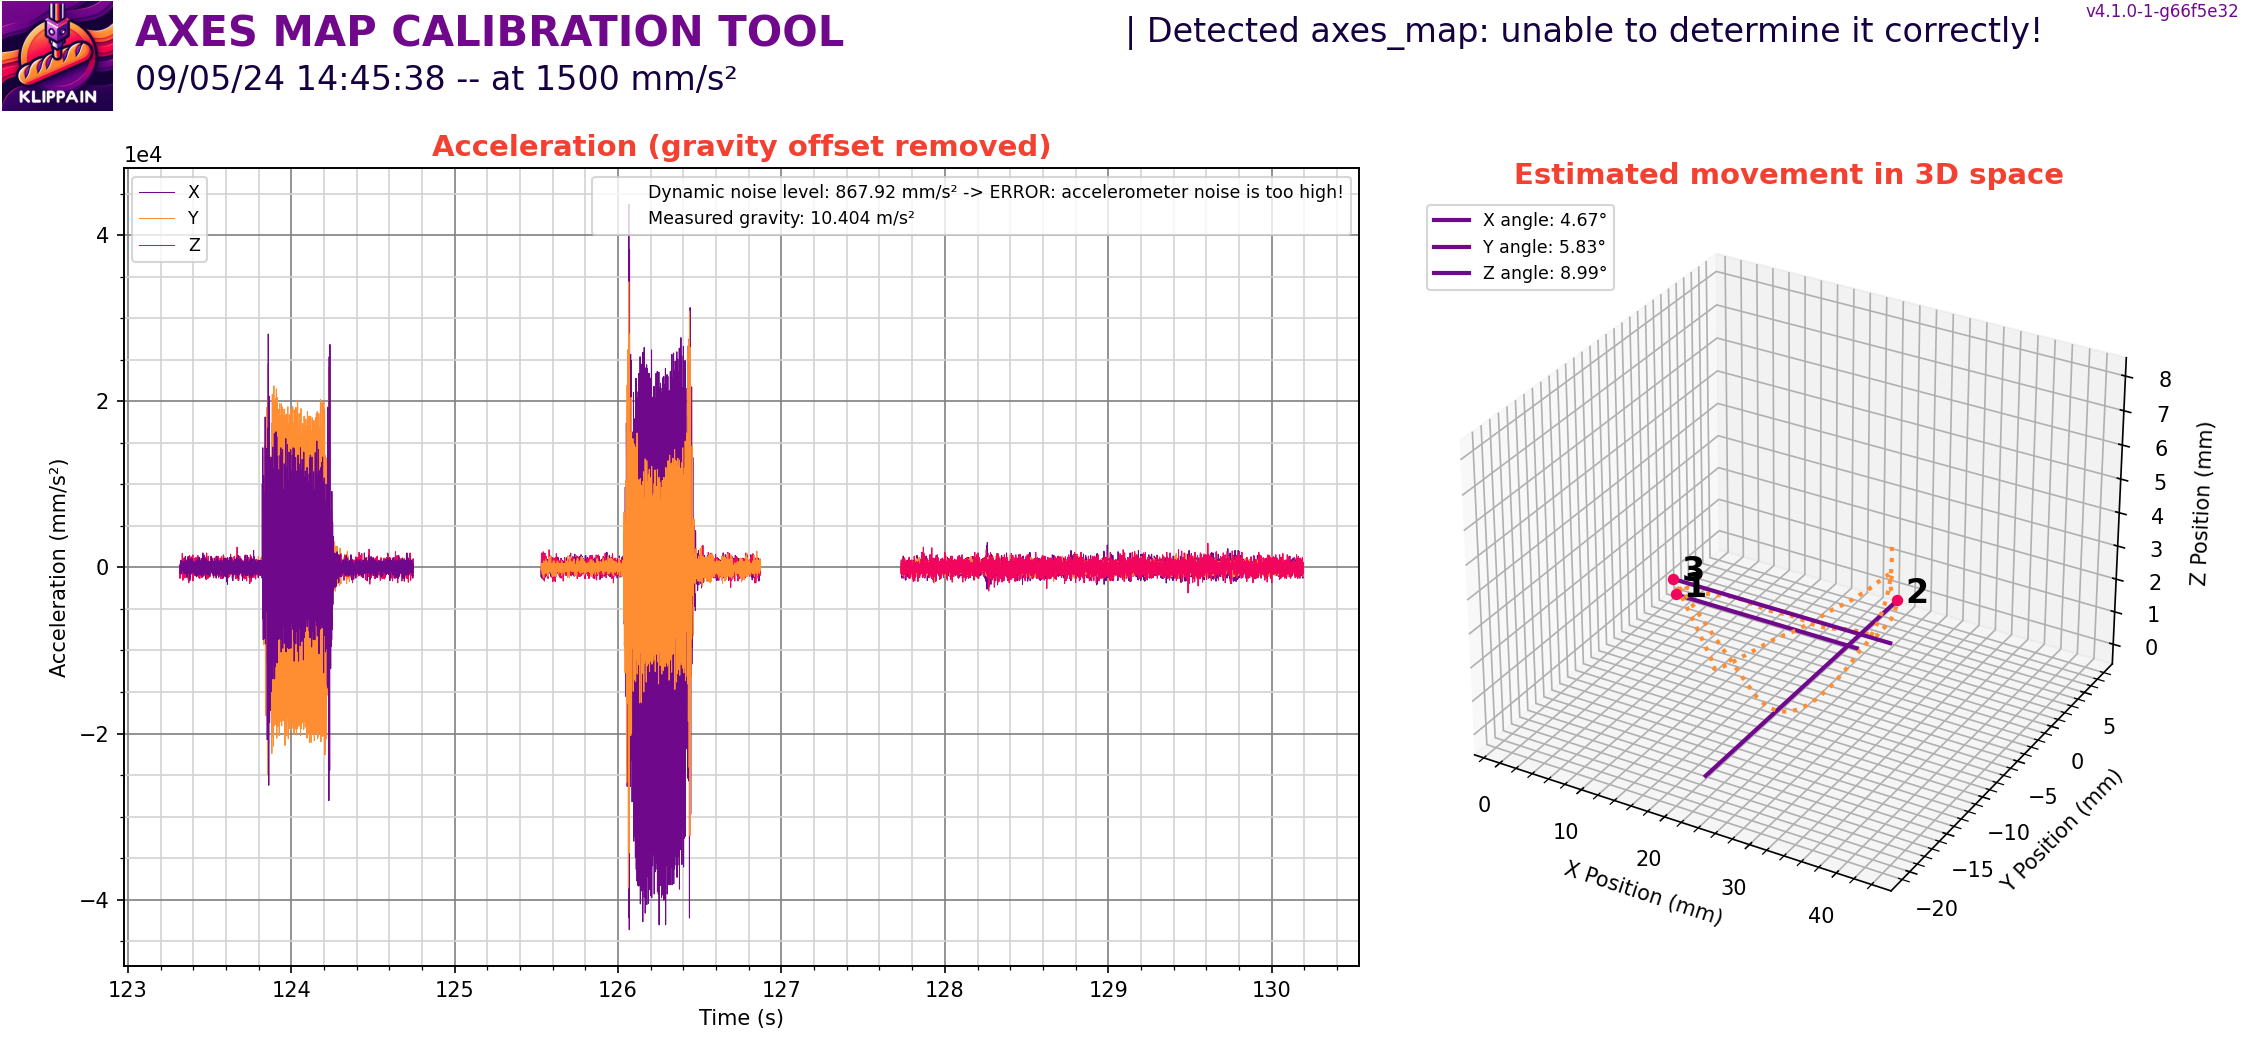 KLIPPAIN
AXES MAP CALIBRATION TOOL
09/05/24 14:45:38 -- at 1500 mm/s²
| Detected axes_map: unable to determine it correctly!
v4.1.0-1-g66f5e32
Acceleration (gravity offset removed)
1e4
X
Y
Z
Dynamic noise level: 867.92 mm/s² -> ERROR: accelerometer noise is too high!
Measured gravity: 10.404 m/s²
4
2
0
−2
−4
Acceleration (mm/s²)
123
124
125
126
127
128
129
130
Time (s)
Estimated movement in 3D space
X angle: 4.67°
Y angle: 5.83°
Z angle: 8.99°
3
1
2
8
7
6
5
4
3
2
1
0
Z Position (mm)
5
0
−5
−10
−15
−20
Y Position (mm)
0
10
20
30
40
X Position (mm)